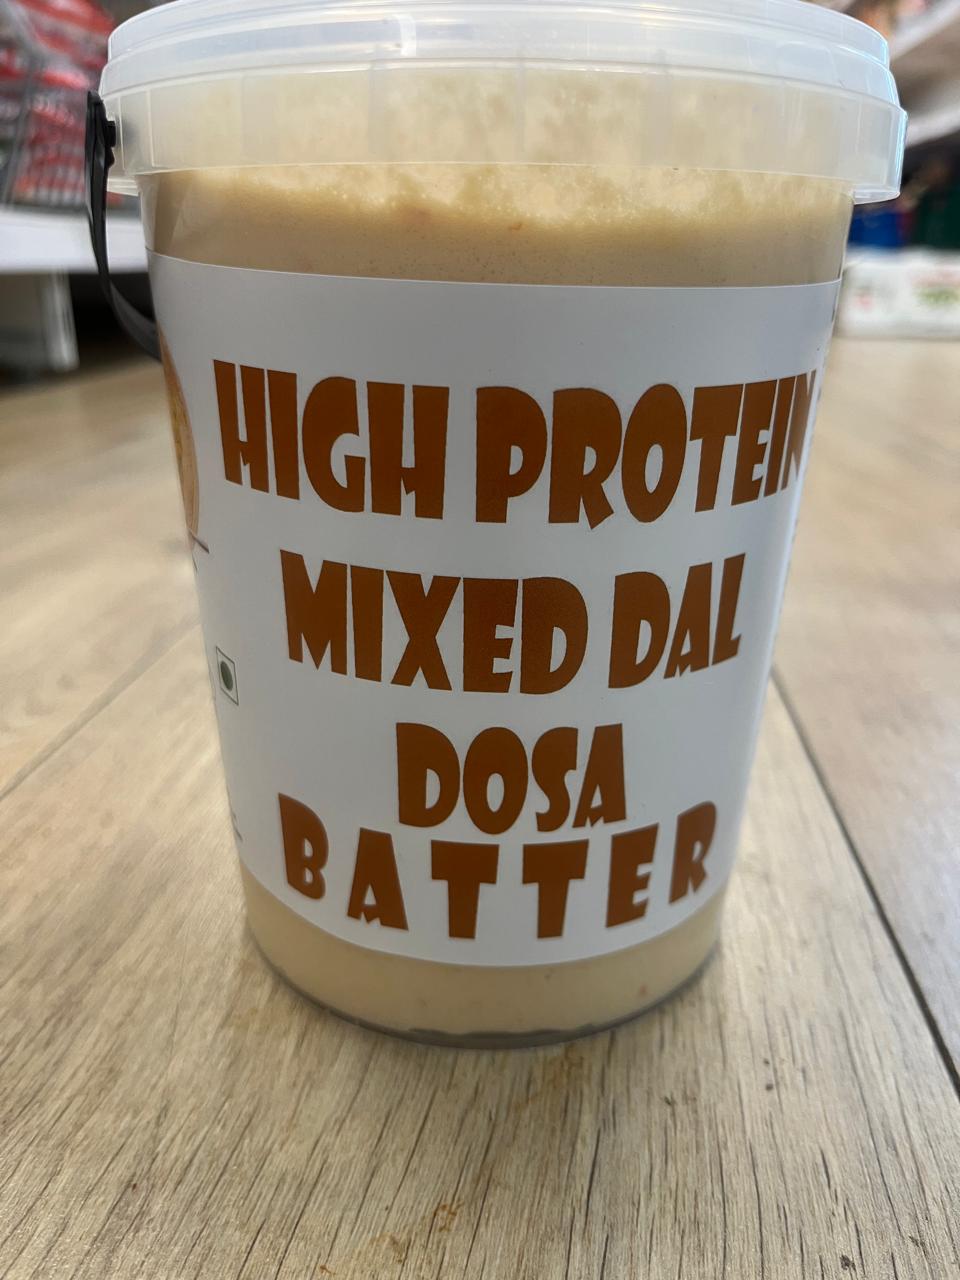 HIGH PROTEIN
MIXED DAL
DOSA
BATTER